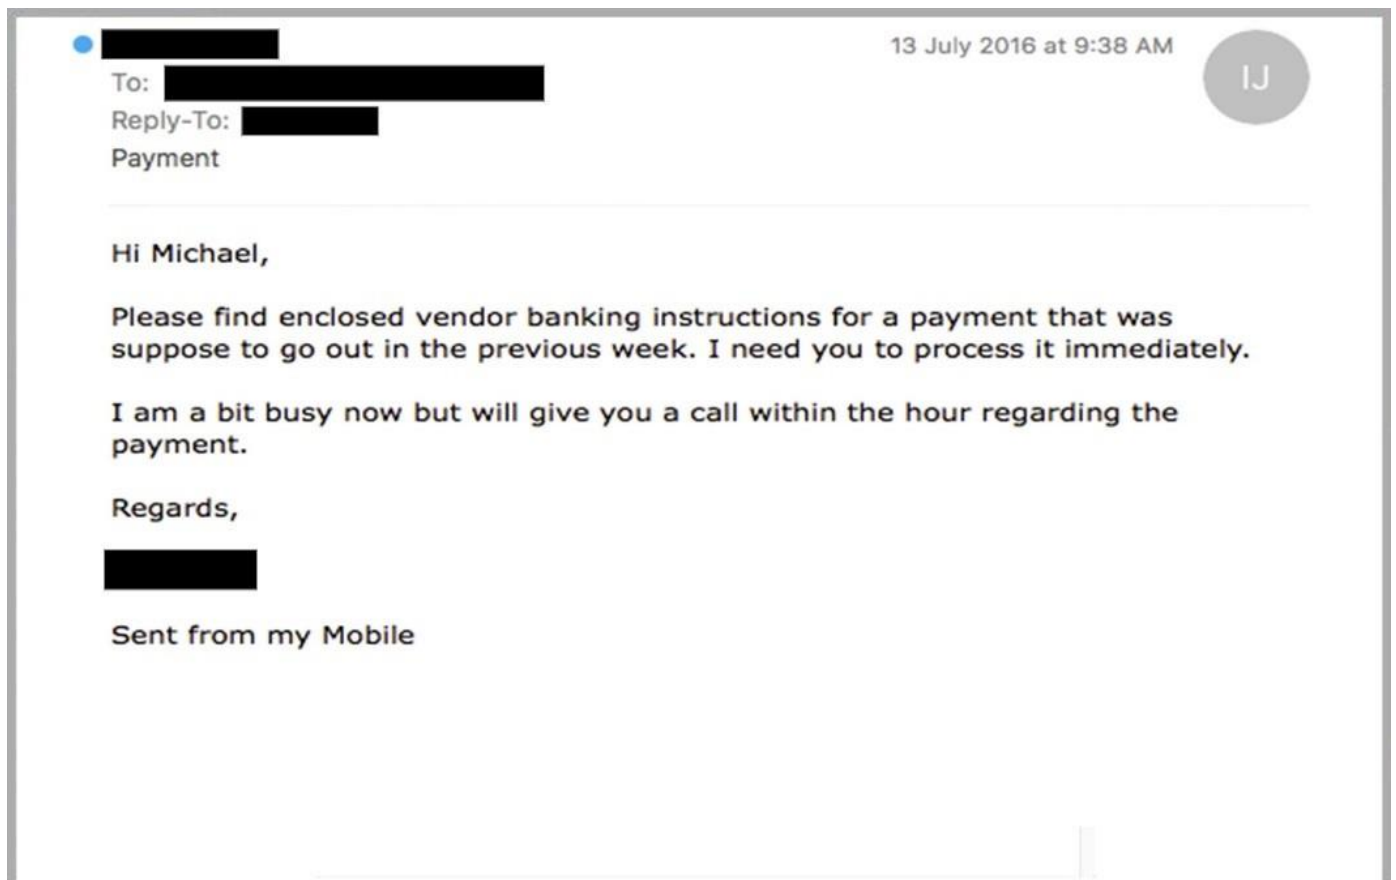 13 July 2016 at 9:38 AM
IJ
To:
Reply-To:
Payment
Hi Michael,
Please find enclosed vendor banking instructions for a payment that was
suppose to go out in the previous week. I need you to process it immediately.
I am a bit busy now but will give you a call within the hour regarding the
payment.
Regards,
Sent from my Mobile